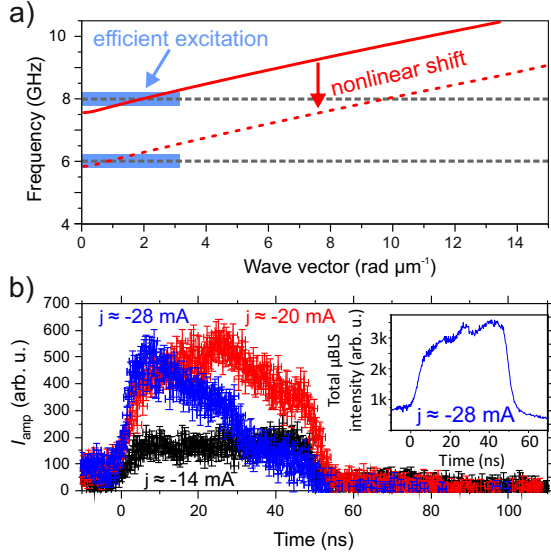 a)
efficient excitation
nonlinear shift
Frequency (GHz)
10
8
6
4
0 2 4 6 8 10 12 14
Wave vector (rad µm⁻¹)
b)
j ≈ -28 mA
j ≈ -20 mA
j ≈ -14 mA
I_amp (arb. u.)
700
600
500
400
300
200
100
0
0 20 40 60 80 100
Time (ns)
Total µBLS
intensity (arb. u.)
3k
2k
1k
j ≈ -28 mA
0 20 40 60
Time (ns)